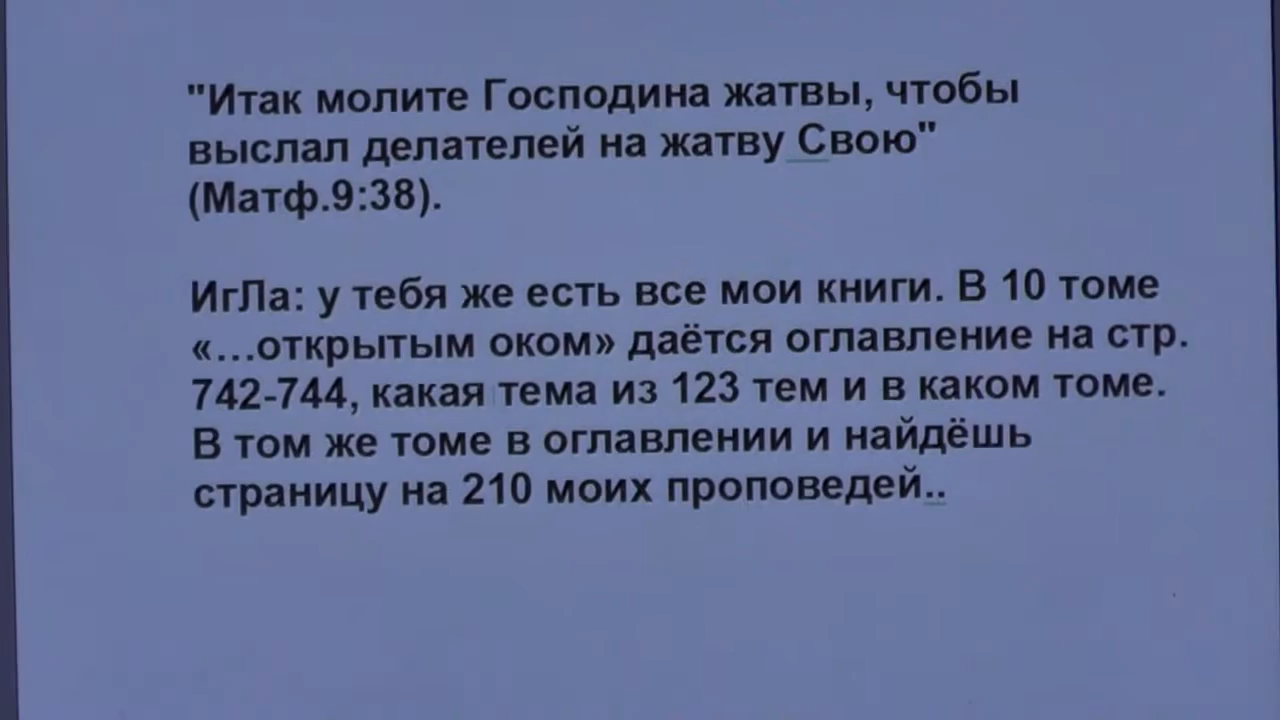 "Итак молите Господина жатвы, чтобы
выслал делателей на жатву Свою"
(Матф.9:38).
ИгЛа: у тебя же есть все мои книги. В 10 томе
«…открытым оком» даётся оглавление на стр.
742-744, какая тема из 123 тем и в каком томе.
В том же томе в оглавлении и найдёшь
страницу на 210 моих проповедей..